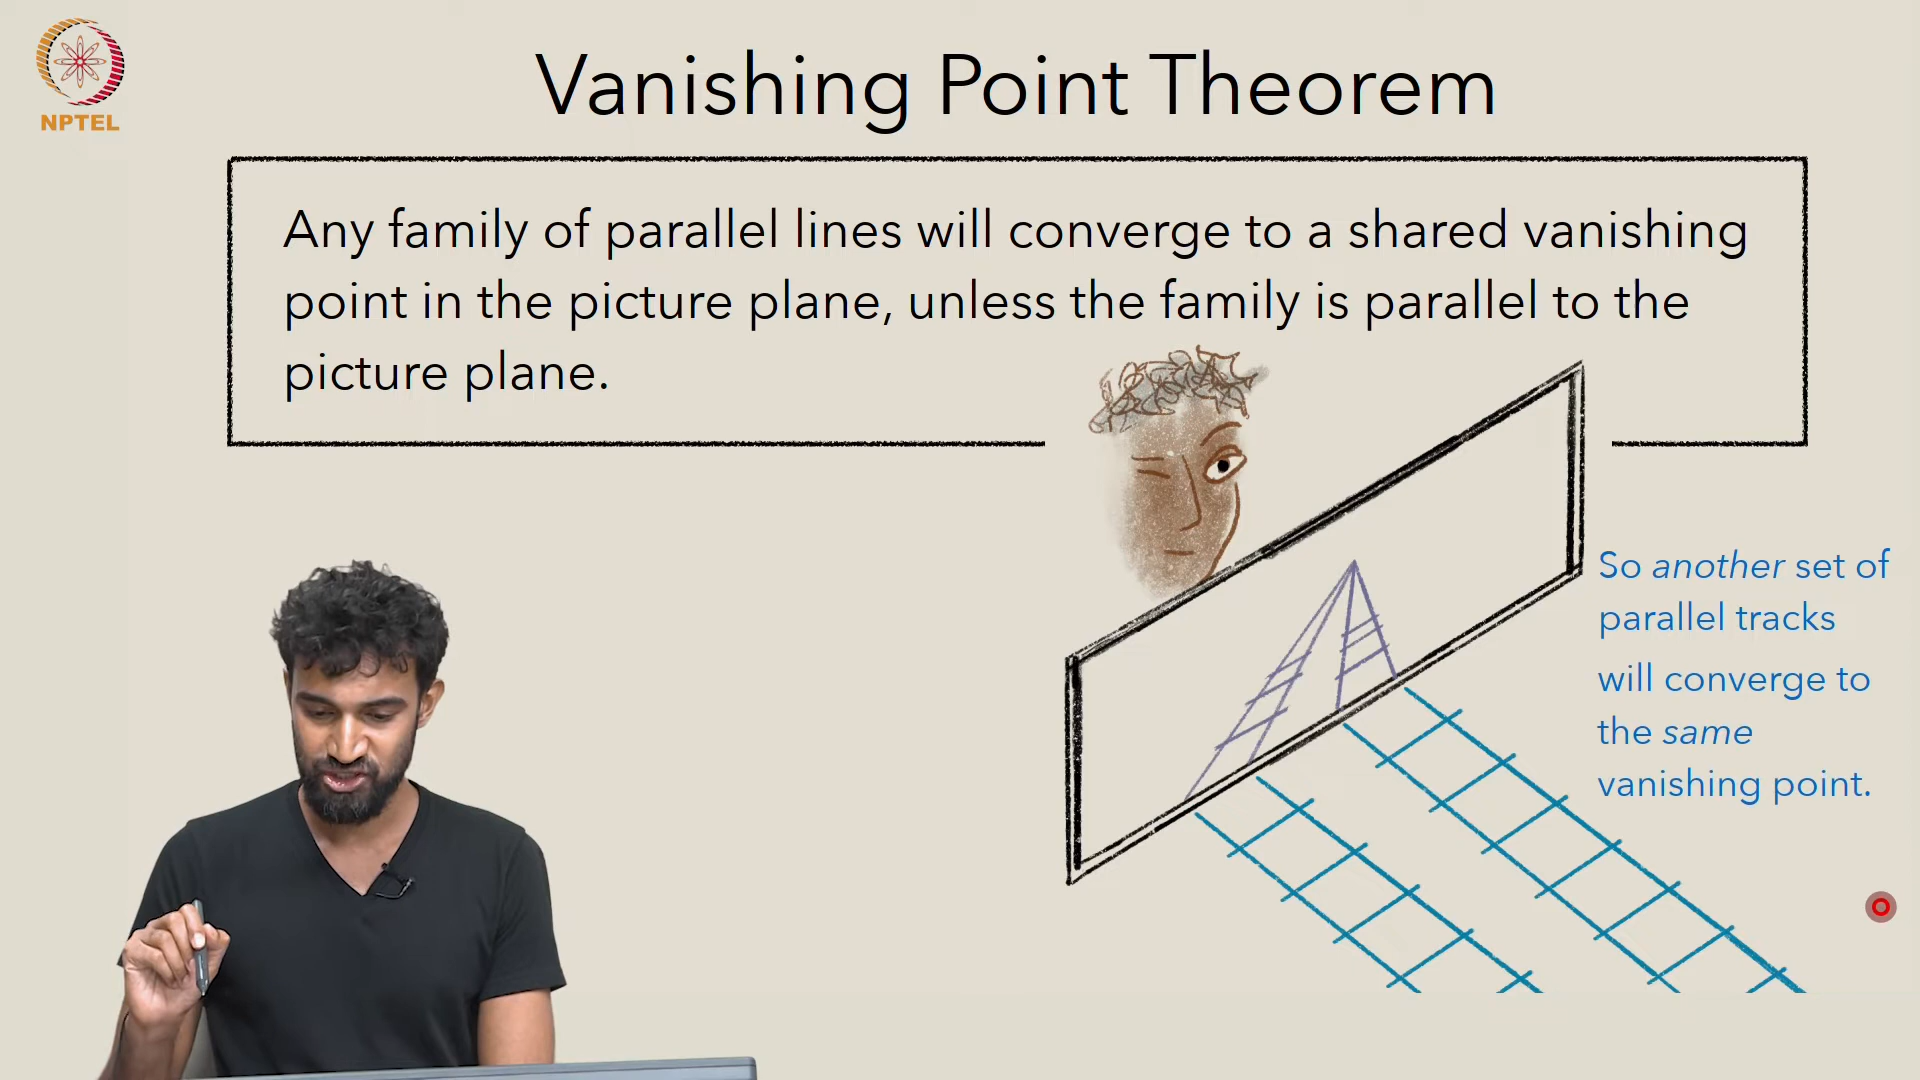 NPTEL
Vanishing Point Theorem
Any family of parallel lines will converge to a shared vanishing
point in the picture plane, unless the family is parallel to the
picture plane.
So another set of
parallel tracks
will converge to
the same
vanishing point.